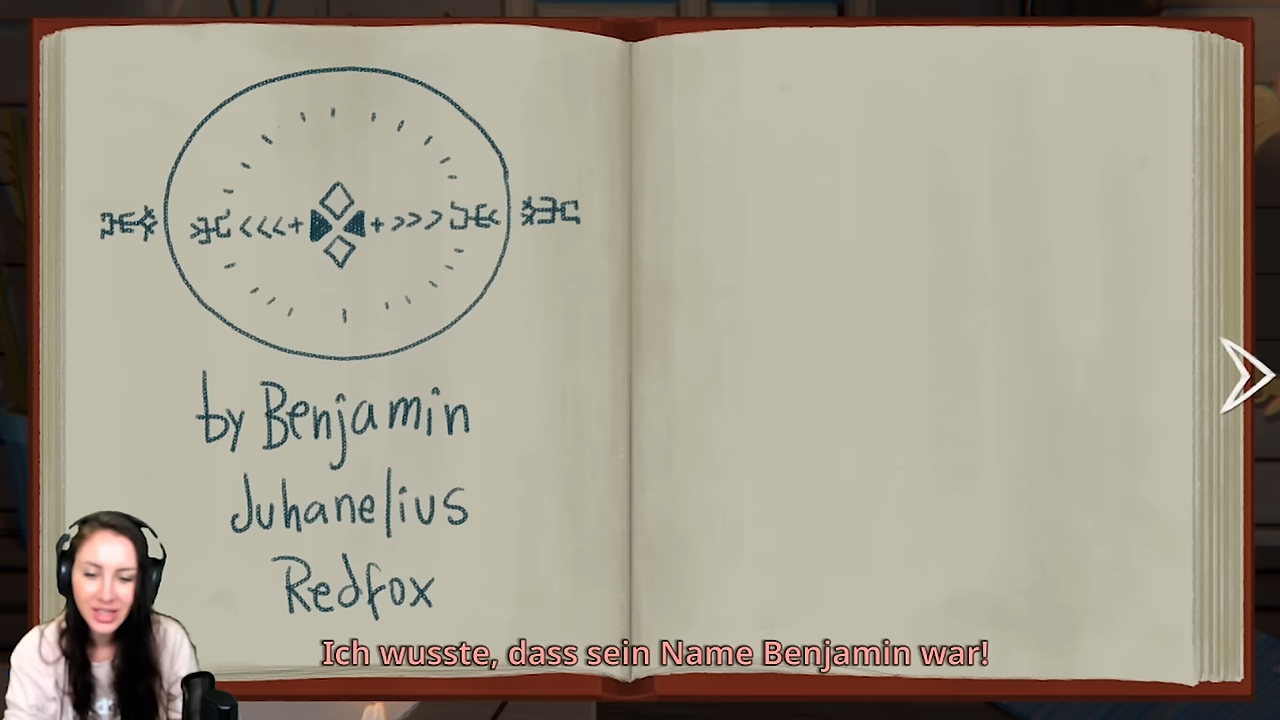 by Benjamin
Juhanelius
Redfox
Ich wusste, dass sein Name Benjamin war!